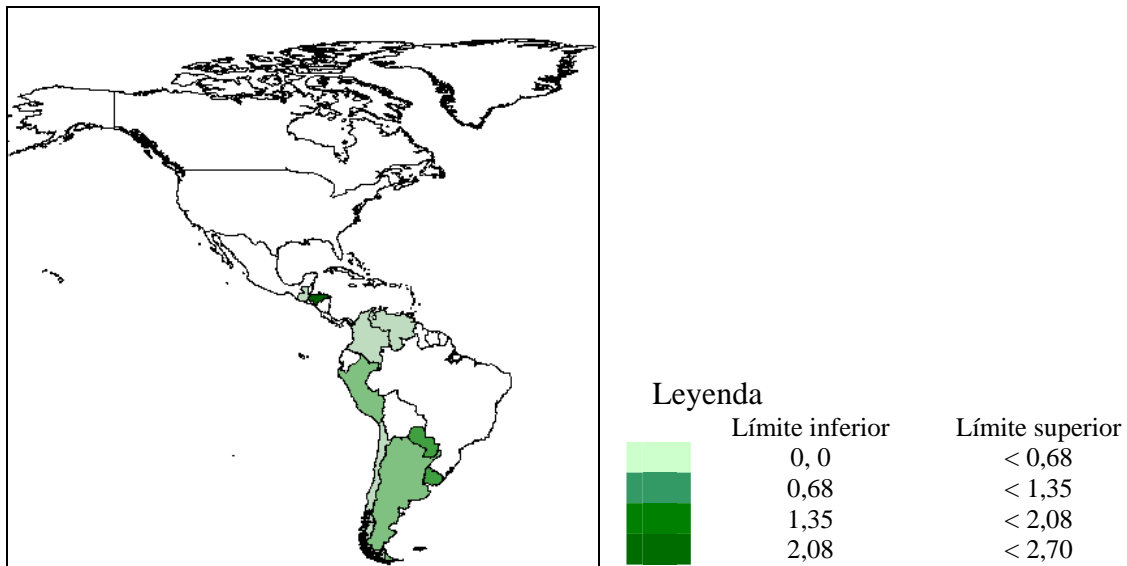 Leyenda
Límite inferior Límite superior
0, 0 < 0,68
0,68 < 1,35
1,35 < 2,08
2,08 < 2,70